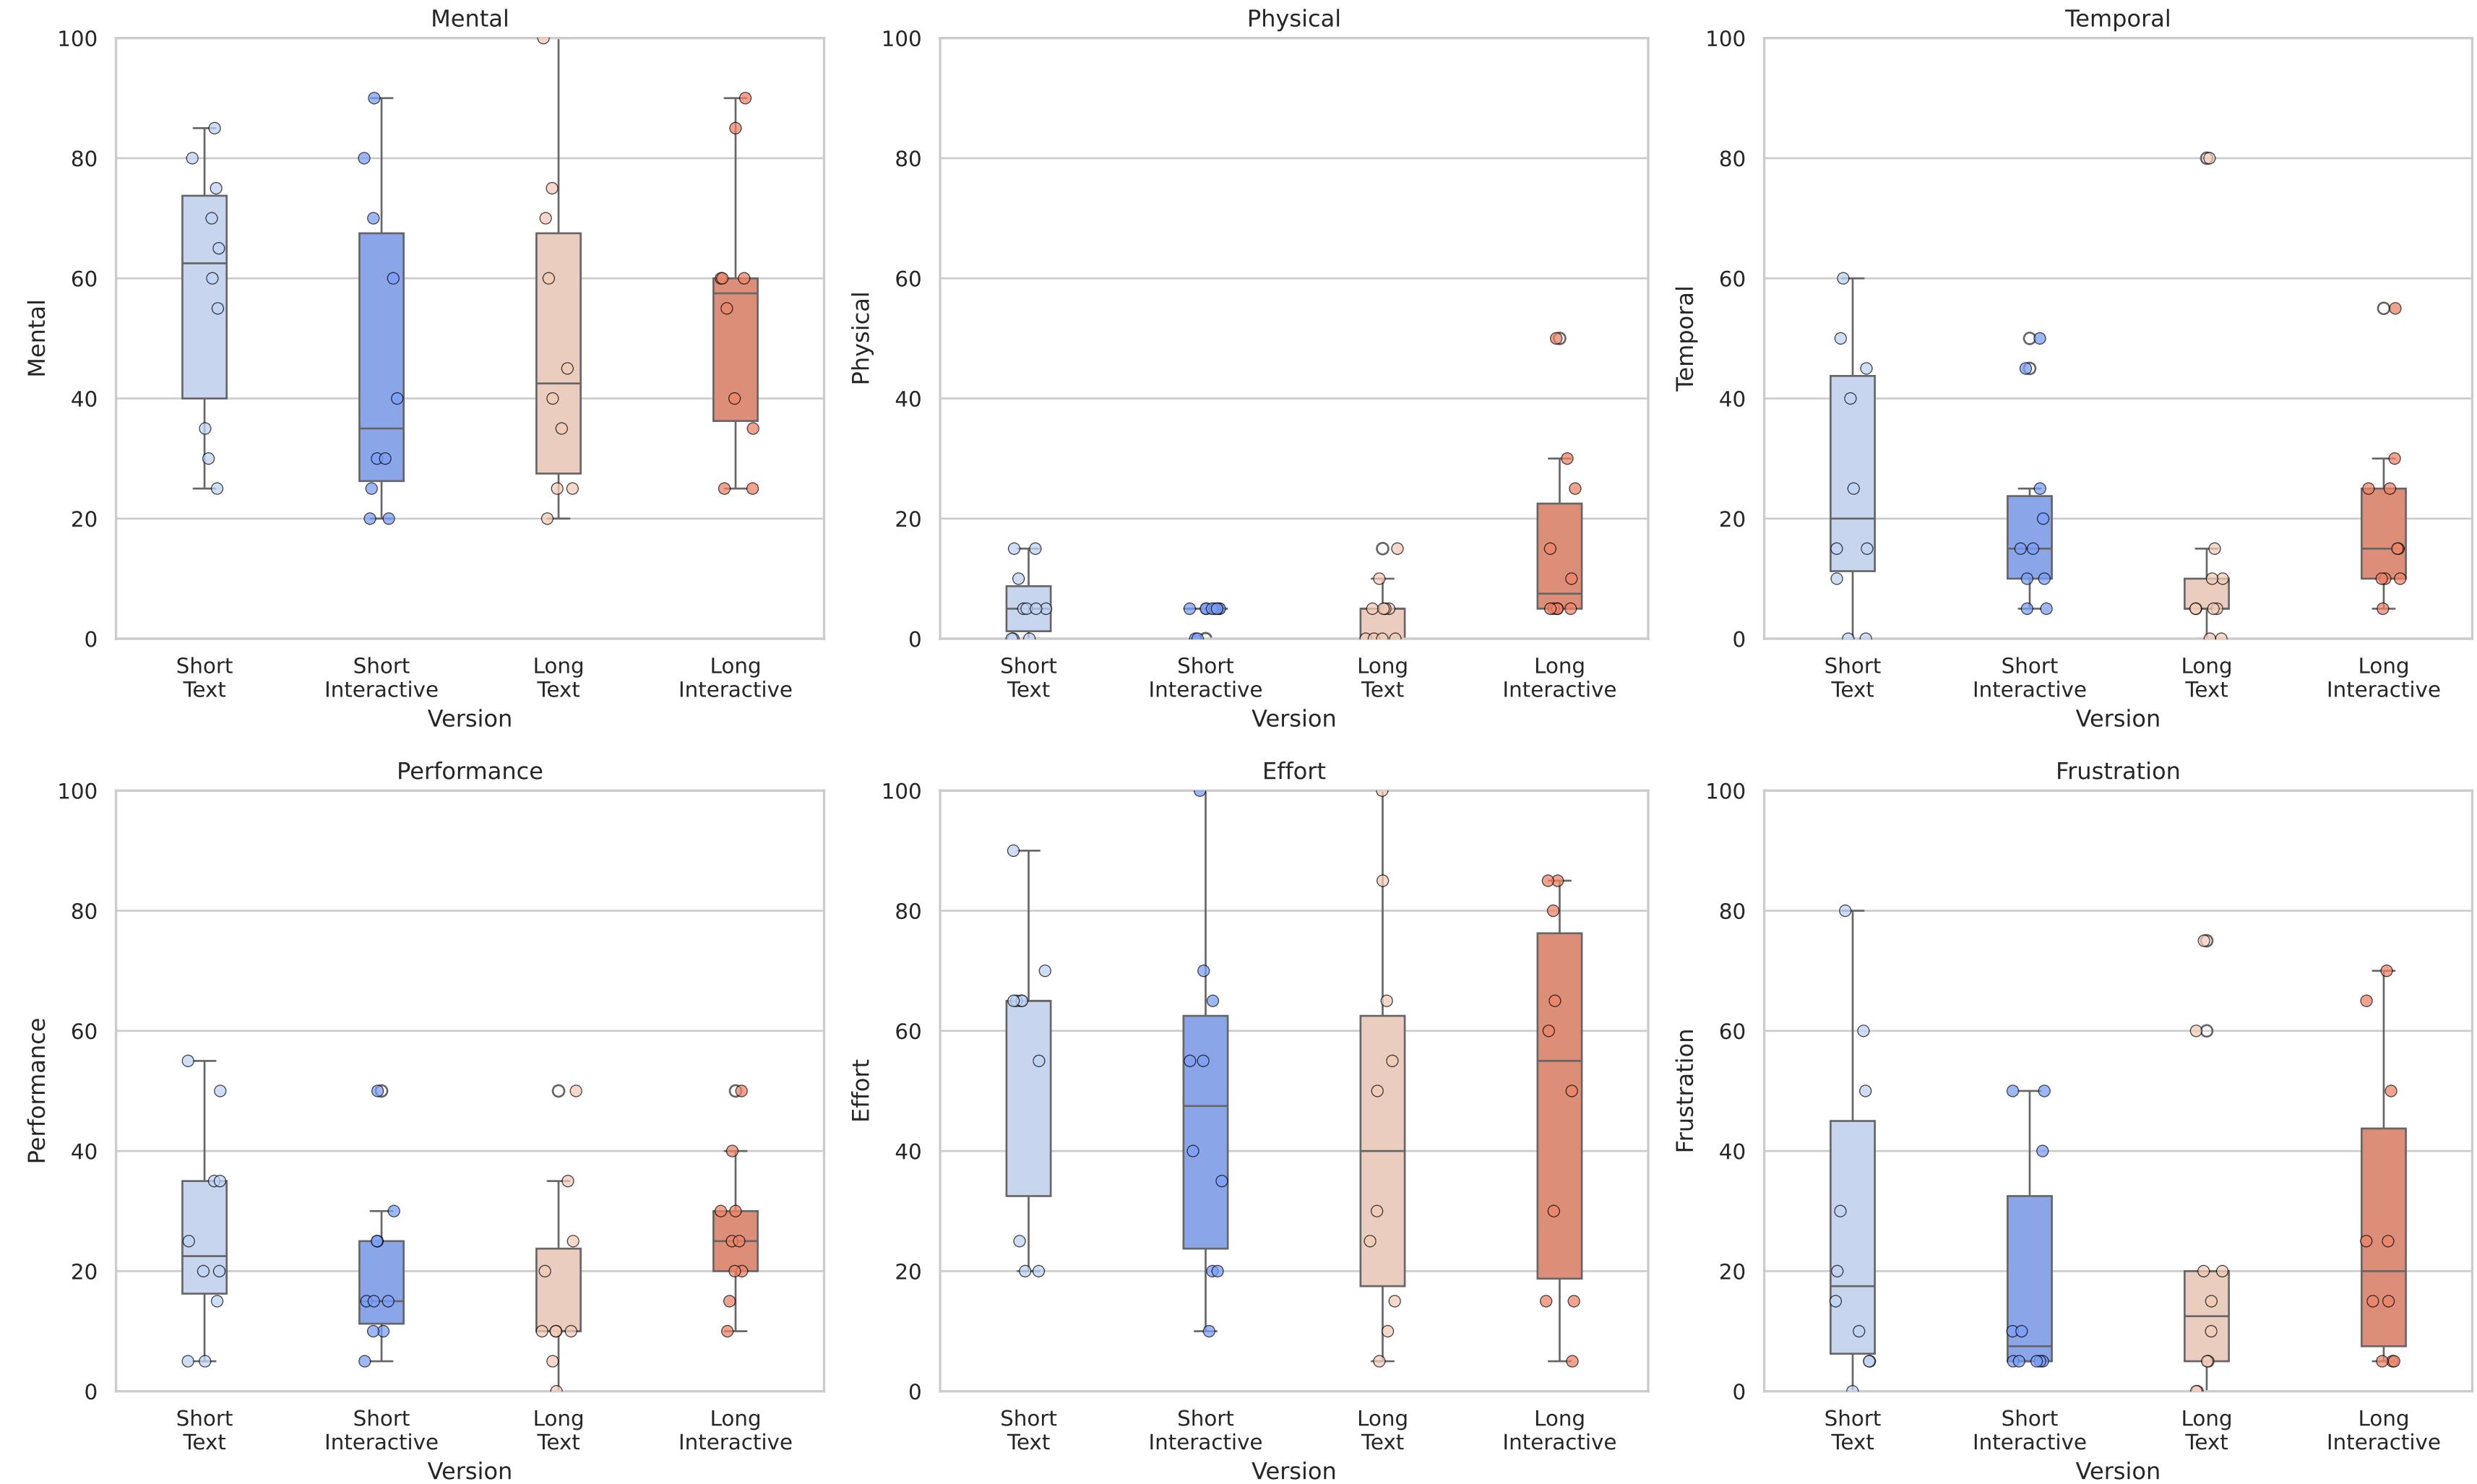 Mental
100
80
60
40
20
0
Mental
Short
Text
Short
Interactive
Long
Text
Long
Interactive
Version
Physical
100
80
60
40
20
0
Physical
Short
Text
Short
Interactive
Long
Text
Long
Interactive
Version
Temporal
100
80
60
40
20
0
Temporal
Short
Text
Short
Interactive
Long
Text
Long
Interactive
Version
Performance
100
80
60
40
20
0
Performance
Short
Text
Short
Interactive
Long
Text
Long
Interactive
Version
Effort
100
80
60
40
20
0
Effort
Short
Text
Short
Interactive
Long
Text
Long
Interactive
Version
Frustration
100
80
60
40
20
0
Frustration
Short
Text
Short
Interactive
Long
Text
Long
Interactive
Version